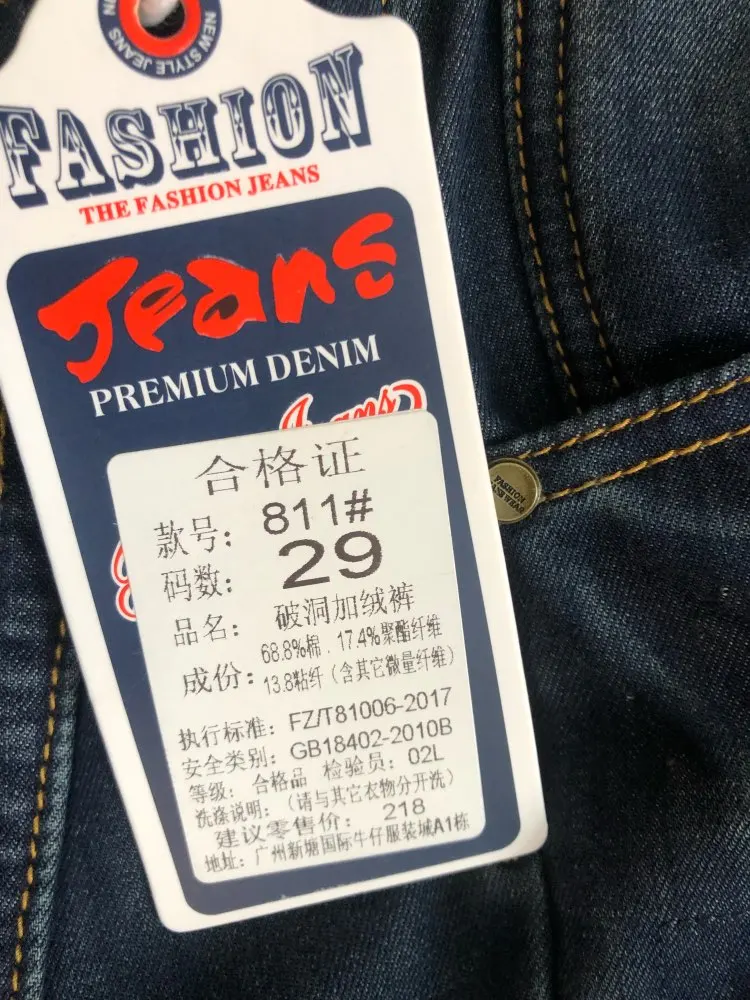 NEW STYLE JEANS
FASHION
THE FASHION JEANS
Jeans
PREMIUM DENIM
Jeans
合格证
款号: 811#
码数: 29
品名: 破洞加绒裤
成份: 68.8%棉. 17.4%聚酯纤维
13.8粘纤(含其它微量纤维)
执行标准: FZ/T81006-2017
安全类别: GB18402-2010B
等级: 合格品 检验员: 02L
洗涤说明: (请与其它衣物分开洗)
建议零售价: 218
地址: 广州新塘国际牛仔服装城A1栋
FASHION